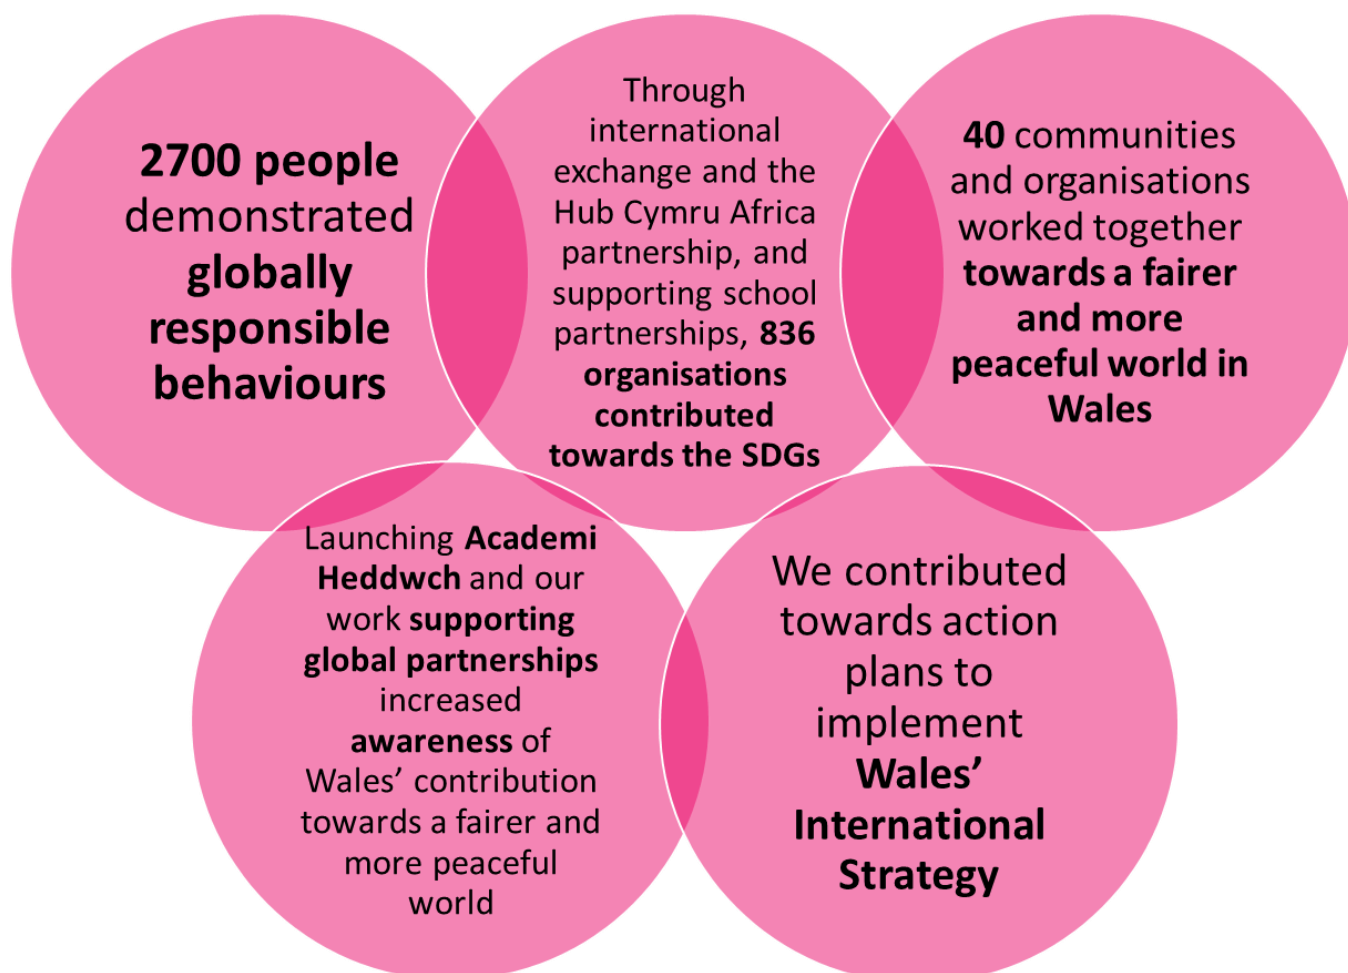 2700 people
demonstrated
globally
responsible
behaviours
Through
international
exchange and the
Hub Cymru Africa
partnership, and
supporting school
partnerships, 836
organisations
contributed
towards the SDGs
40 communities
and organisations
worked together
towards a fairer
and more
peaceful world in
Wales
Launching Academi
Heddwch and our
work supporting
global partnerships
increased
awareness of
Wales’ contribution
towards a fairer and
more peaceful
world
We contributed
towards action
plans to
implement
Wales’
International
Strategy